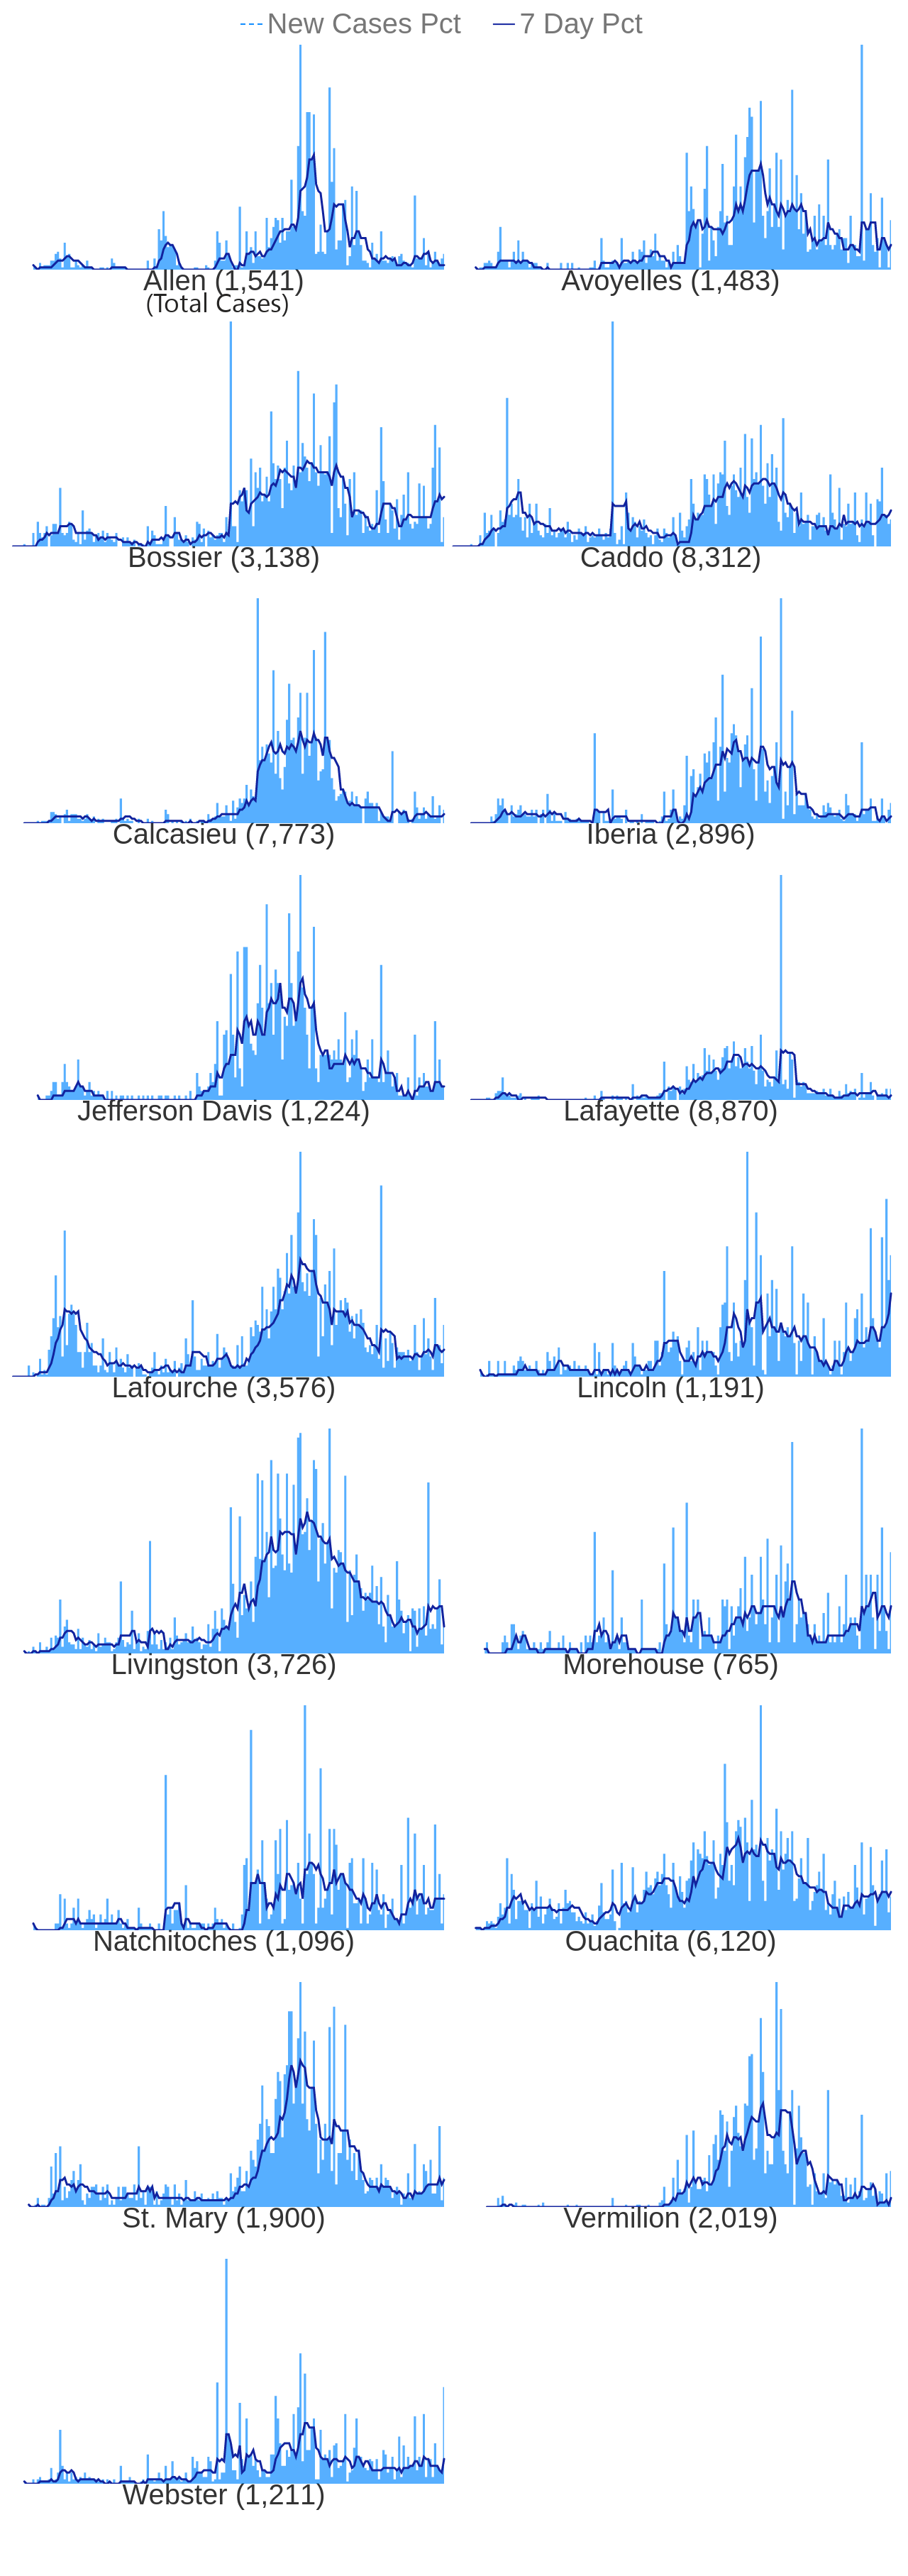 New Cases Pct 7 Day Pct
Allen (1,541) Avoyelles (1,483)
(Total Cases)
Bossier (3,138) Caddo (8,312)
Calcasieu (7,773) Iberia (2,896)
Jefferson Davis (1,224) Lafayette (8,870)
Lafourche (3,576) Lincoln (1,191)
Livingston (3,726) Morehouse (765)
Natchitoches (1,096) Ouachita (6,120)
St. Mary (1,900) Vermilion (2,019)
Webster (1,211)